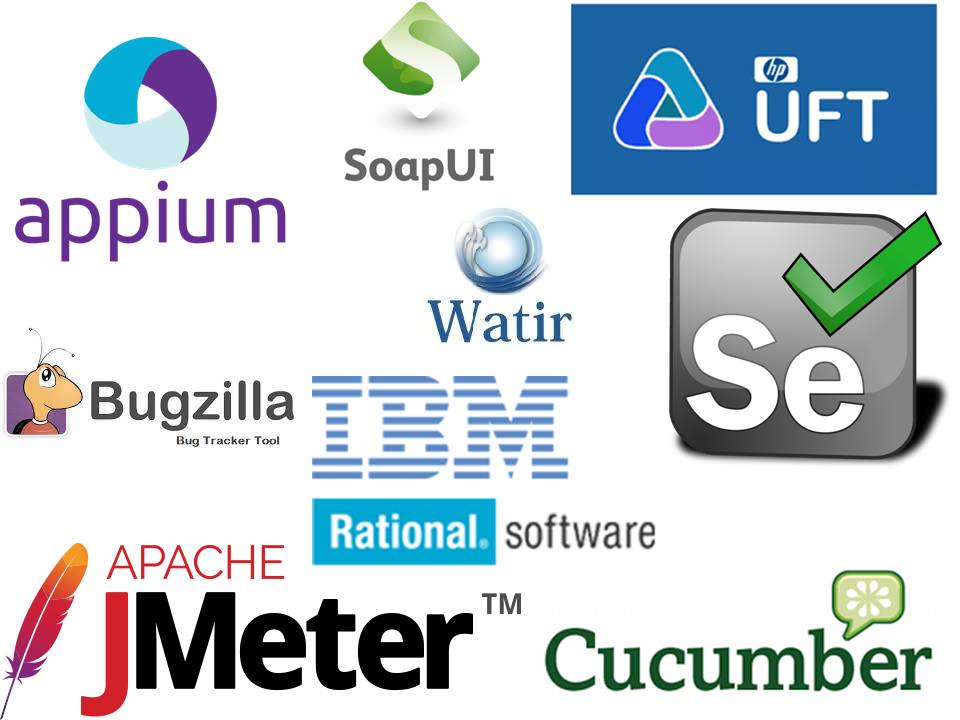 appium
SoapUI
hp
UFT
Watir
Se
Bugzilla
Bug Tracker Tool
IBM
Rational® software
APACHE
JMeter™
Cucumber